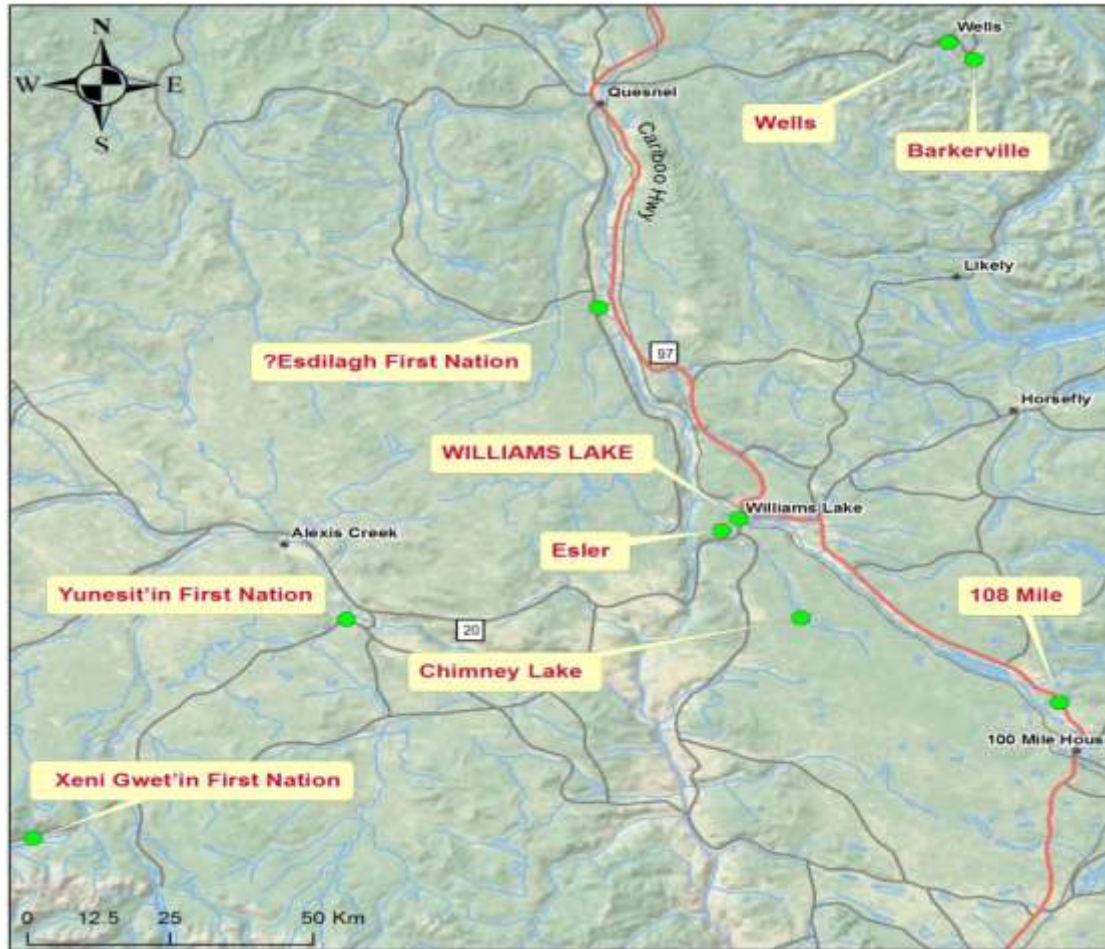 N
W
E
S
Wells
Quesnel
Wells
Barkerville
Cariboo Hwy
Likely
?Esdilagh First Nation
97
Horsefly
WILLIAMS LAKE
Williams Lake
Alexis Creek
Esler
Yunesit'in First Nation
108 Mile
20
Chimney Lake
100 Mile Hous
Xeni Gwet'in First Nation
0 12.5 25 50 Km